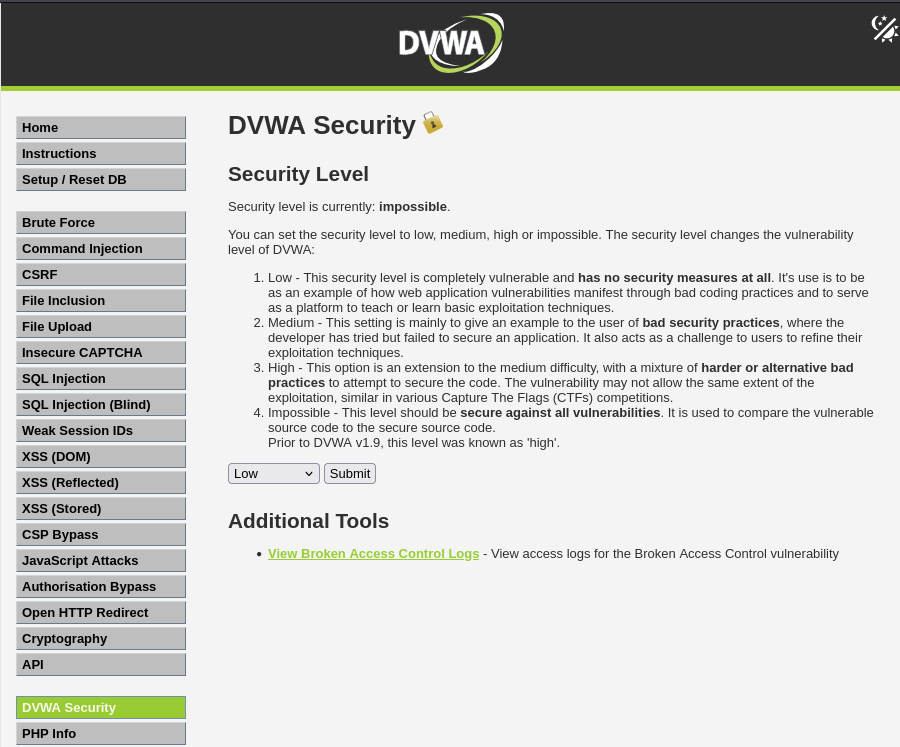 DVWA
Home
Instructions
Setup / Reset DB
Brute Force
Command Injection
CSRF
File Inclusion
File Upload
Insecure CAPTCHA
SQL Injection
SQL Injection (Blind)
Weak Session IDs
XSS (DOM)
XSS (Reflected)
XSS (Stored)
CSP Bypass
JavaScript Attacks
Authorisation Bypass
Open HTTP Redirect
Cryptography
API
DVWA Security
PHP Info
DVWA Security
Security Level
Security level is currently: impossible.
You can set the security level to low, medium, high or impossible. The security level changes the vulnerability
level of DVWA:
1. Low - This security level is completely vulnerable and has no security measures at all. It's use is to be
as an example of how web application vulnerabilities manifest through bad coding practices and to serve
as a platform to teach or learn basic exploitation techniques.
2. Medium - This setting is mainly to give an example to the user of bad security practices, where the
developer has tried but failed to secure an application. It also acts as a challenge to users to refine their
exploitation techniques.
3. High - This option is an extension to the medium difficulty, with a mixture of harder or alternative bad
practices to attempt to secure the code. The vulnerability may not allow the same extent of the
exploitation, similar in various Capture The Flags (CTFs) competitions.
4. Impossible - This level should be secure against all vulnerabilities. It is used to compare the vulnerable
source code to the secure source code.
Prior to DVWA v1.9, this level was known as 'high'.
Low Submit
Additional Tools
• View Broken Access Control Logs - View access logs for the Broken Access Control vulnerability